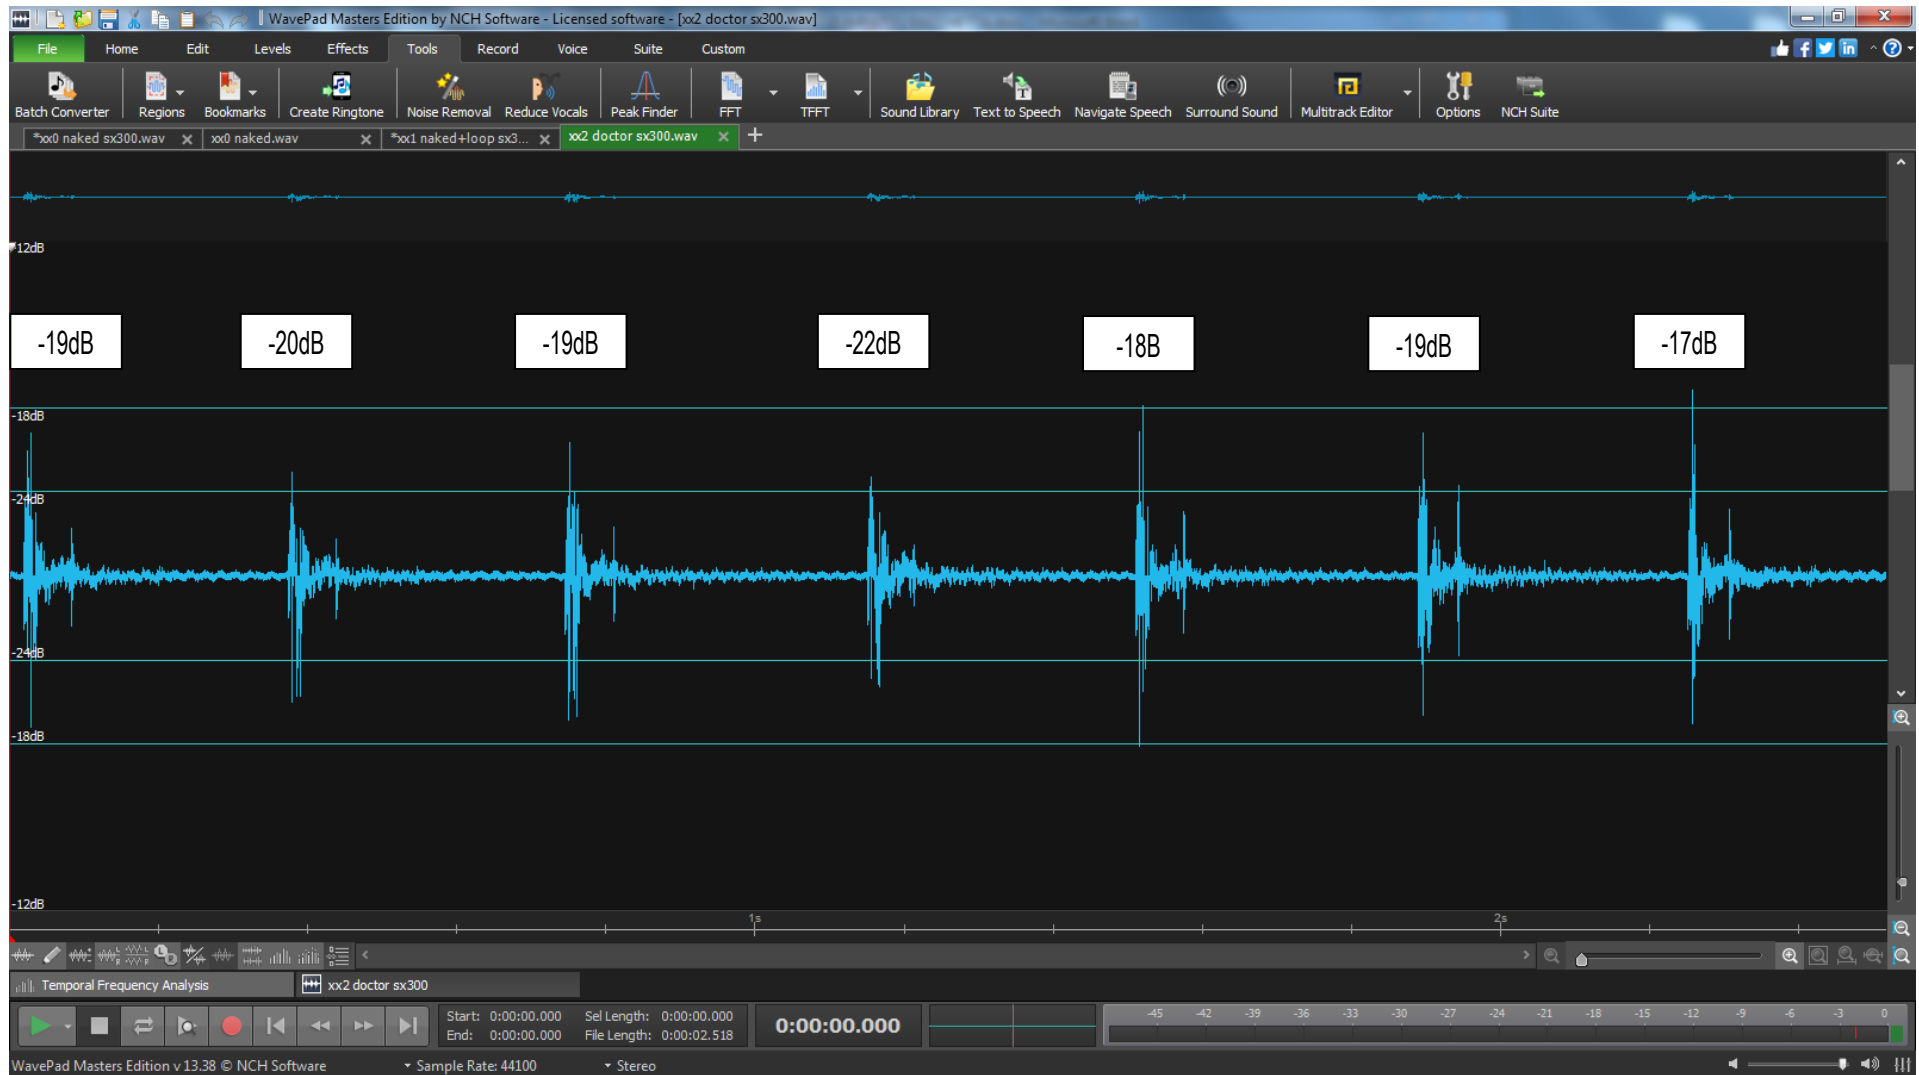 WavePad Masters Edition by NCH Software - Licensed software - [xx2 doctor sx300.wav]
File Home Edit Levels Effects Tools Record Voice Suite Custom
Batch Converter Regions Bookmarks Create Ringtone Noise Removal Reduce Vocals Peak Finder FFT TFFT Sound Library Text to Speech Navigate Speech Surround Sound Multitrack Editor Options NCH Suite
*xx0 naked sx300.wav xx0 naked.wav *xx1 naked+loop sx3... xx2 doctor sx300.wav
12dB
-19dB -20dB -19dB -22dB -18B -19dB -17dB
-18dB
-24dB
-24dB
-18dB
-12dB
1s 2s
Temporal Frequency Analysis xx2 doctor sx300
Start: 0:00:00.000 Sel Length: 0:00:00.000
End: 0:00:00.000 File Length: 0:00:02.518
0:00:00.000
-45 -42 -39 -36 -33 -30 -27 -24 -21 -18 -15 -12 -9 -6 -3 0
WavePad Masters Edition v 13.38 © NCH Software Sample Rate: 44100 Stereo